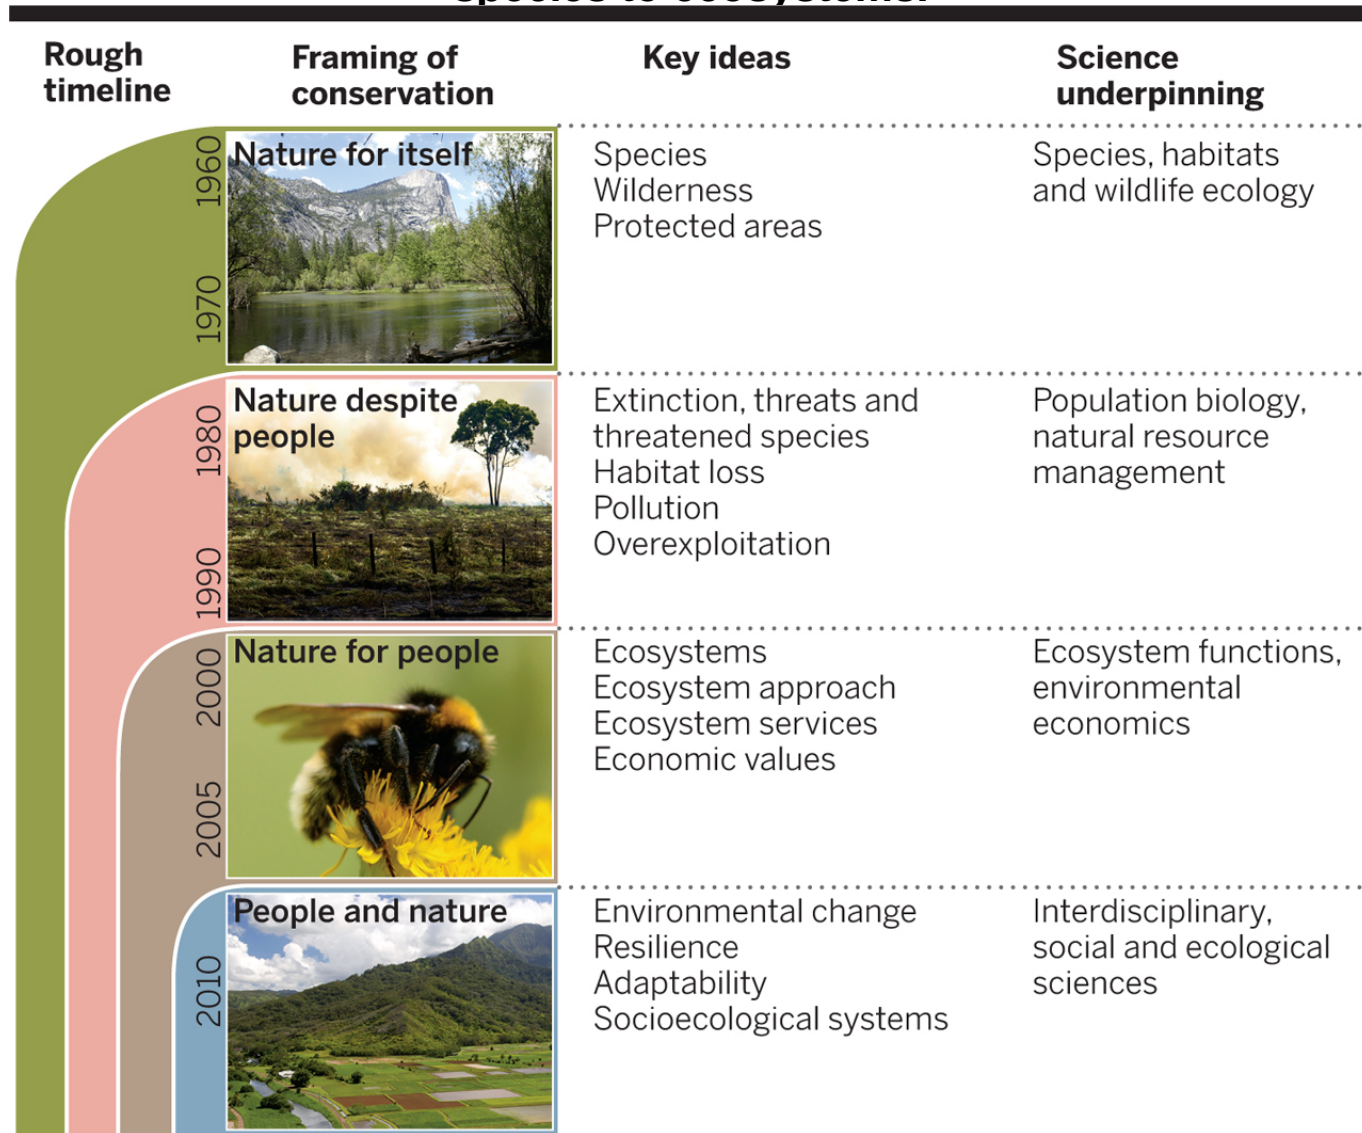 species to ecosystems.
Rough
timeline
Framing of
conservation
Key ideas
Science
underpinning
1960
1970
Nature for itself
Species
Wilderness
Protected areas
Species, habitats
and wildlife ecology
1980
1990
Nature despite
people
Extinction, threats and
threatened species
Habitat loss
Pollution
Overexploitation
Population biology,
natural resource
management
2000
2005
Nature for people
Ecosystems
Ecosystem approach
Ecosystem services
Economic values
Ecosystem functions,
environmental
economics
2010
People and nature
Environmental change
Resilience
Adaptability
Socioecological systems
Interdisciplinary,
social and ecological
sciences